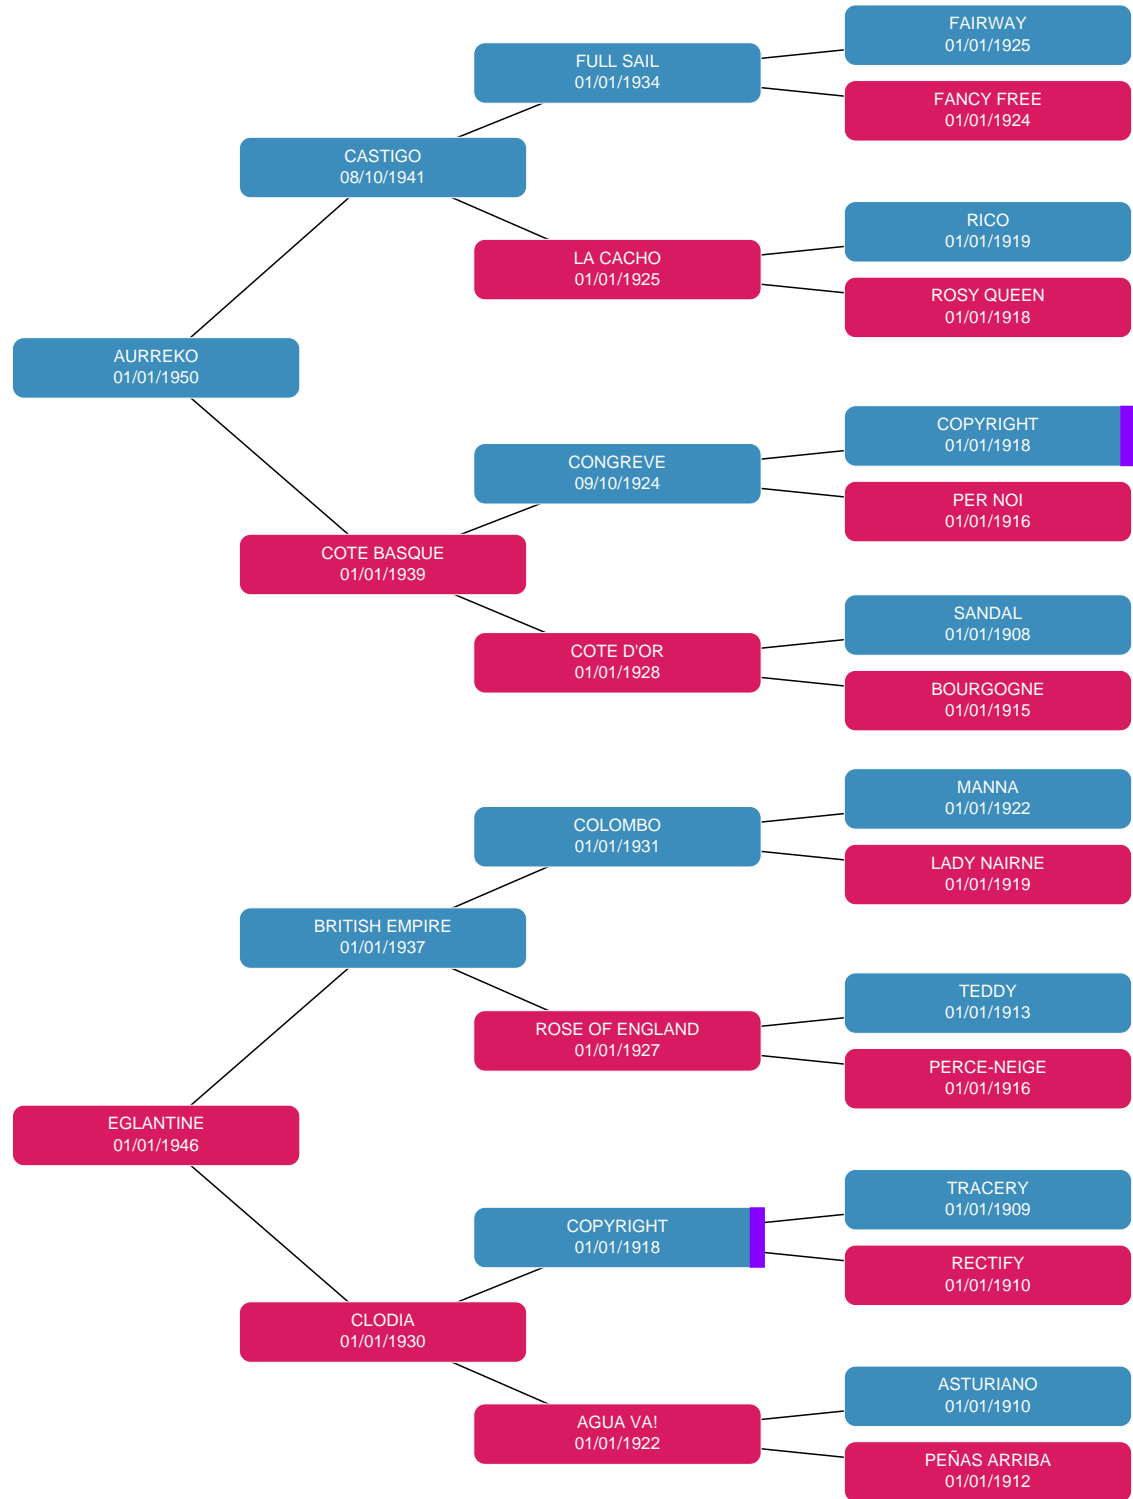 FAIRWAY
01/01/1925
FULL SAIL
01/01/1934
FANCY FREE
01/01/1924
CASTIGO
08/10/1941
RICO
01/01/1919
LA CACHO
01/01/1925
ROSY QUEEN
01/01/1918
AURREKO
01/01/1950
COPYRIGHT
01/01/1918
CONGREVE
09/10/1924
PER NOI
01/01/1916
COTE BASQUE
01/01/1939
SANDAL
01/01/1908
COTE D'OR
01/01/1928
BOURGOGNE
01/01/1915
MANNA
01/01/1922
COLOMBO
01/01/1931
LADY NAIRNE
01/01/1919
BRITISH EMPIRE
01/01/1937
TEDDY
01/01/1913
ROSE OF ENGLAND
01/01/1927
PERCE-NEIGE
01/01/1916
EGLANTINE
01/01/1946
TRACERY
01/01/1909
COPYRIGHT
01/01/1918
RECTIFY
01/01/1910
CLODIA
01/01/1930
ASTURIANO
01/01/1910
AGUA VA!
01/01/1922
PEÑAS ARRIBA
01/01/1912